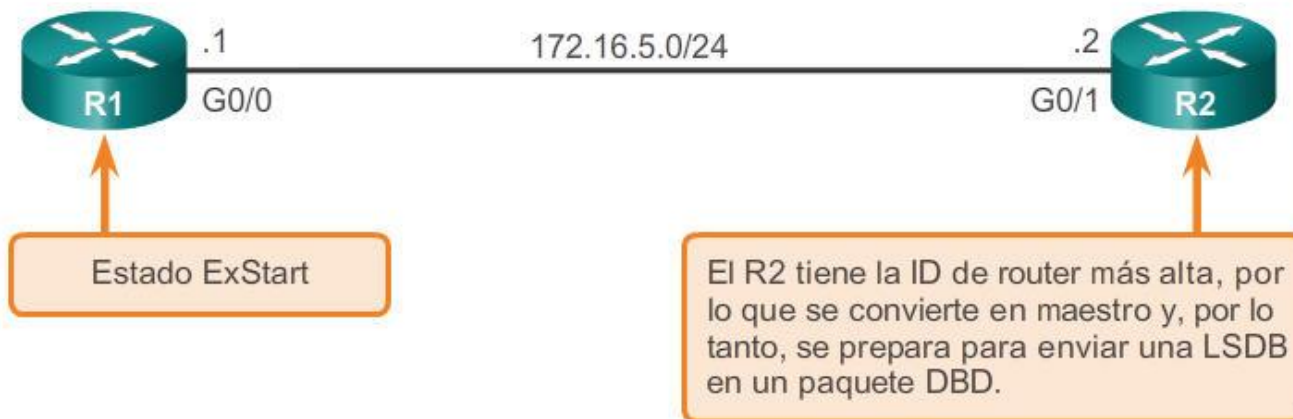 .1
172.16.5.0/24
.2
R1
G0/0
G0/1
R2
Estado ExStart
El R2 tiene la ID de router más alta, por
lo que se convierte en maestro y, por lo
tanto, se prepara para enviar una LSDB
en un paquete DBD.